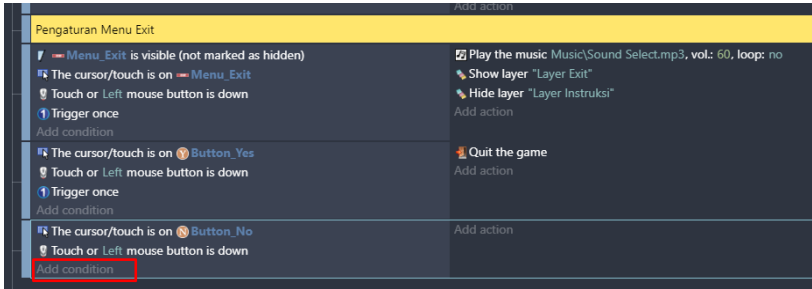 Add action
Pengaturan Menu Exit
Menu_Exit is visible (not marked as hidden)
Play the music Music\Sound Select.mp3, vol.: 60, loop: no
The cursor/touch is on Menu_Exit
Show layer "Layer Exit"
Touch or Left mouse button is down
Hide layer "Layer Instruksi"
Trigger once
Add action
Add condition
The cursor/touch is on Y Button_Yes
Quit the game
Touch or Left mouse button is down
Add action
Trigger once
Add condition
The cursor/touch is on N Button_No
Add action
Touch or Left mouse button is down
Add condition